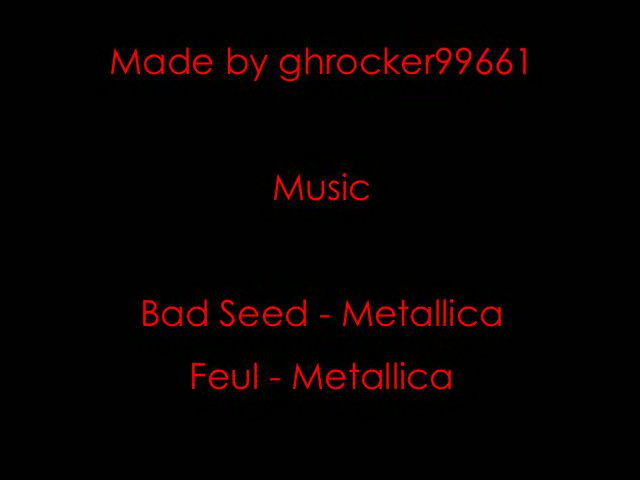 Made by ghrocker99661
Music
Bad Seed - Metallica
Feul - Metallica